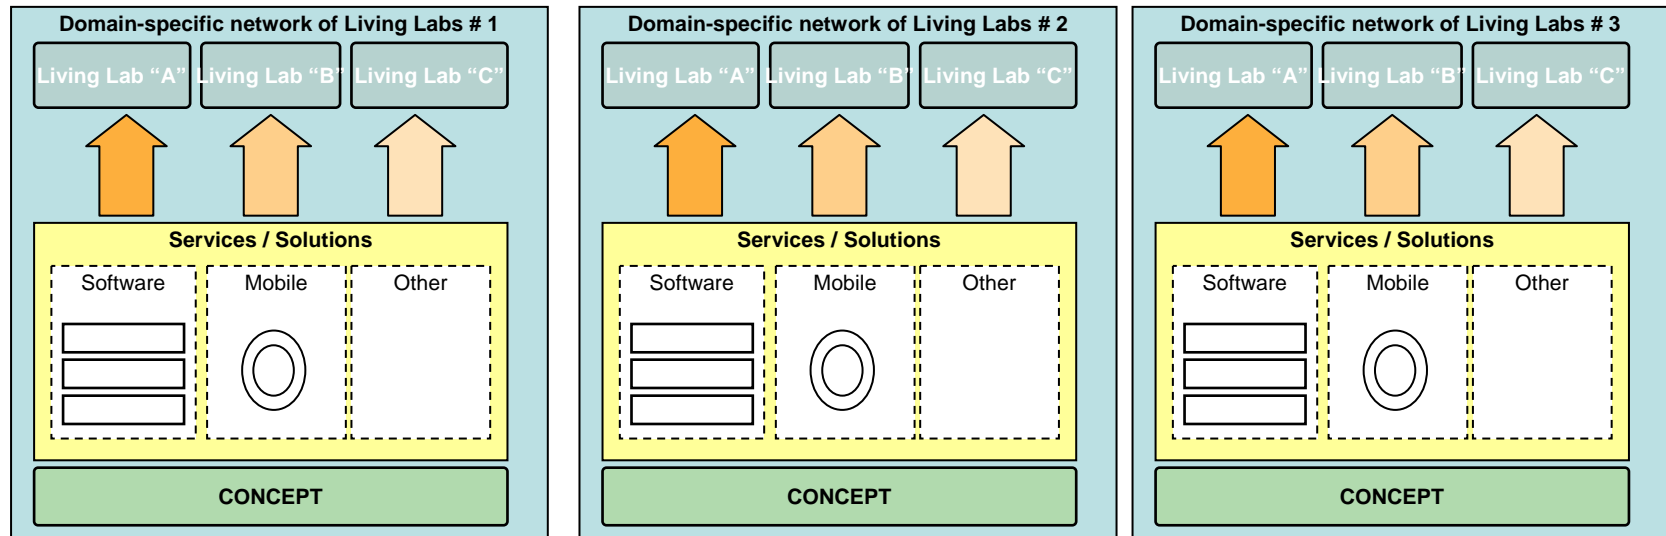 Domain-specific network of Living Labs # 1
Living Lab “A”
Living Lab “B”
Living Lab “C”
Services / Solutions
Software
Mobile
Other
CONCEPT
Domain-specific network of Living Labs # 2
Living Lab “A”
Living Lab “B”
Living Lab “C”
Services / Solutions
Software
Mobile
Other
CONCEPT
Domain-specific network of Living Labs # 3
Living Lab “A”
Living Lab “B”
Living Lab “C”
Services / Solutions
Software
Mobile
Other
CONCEPT